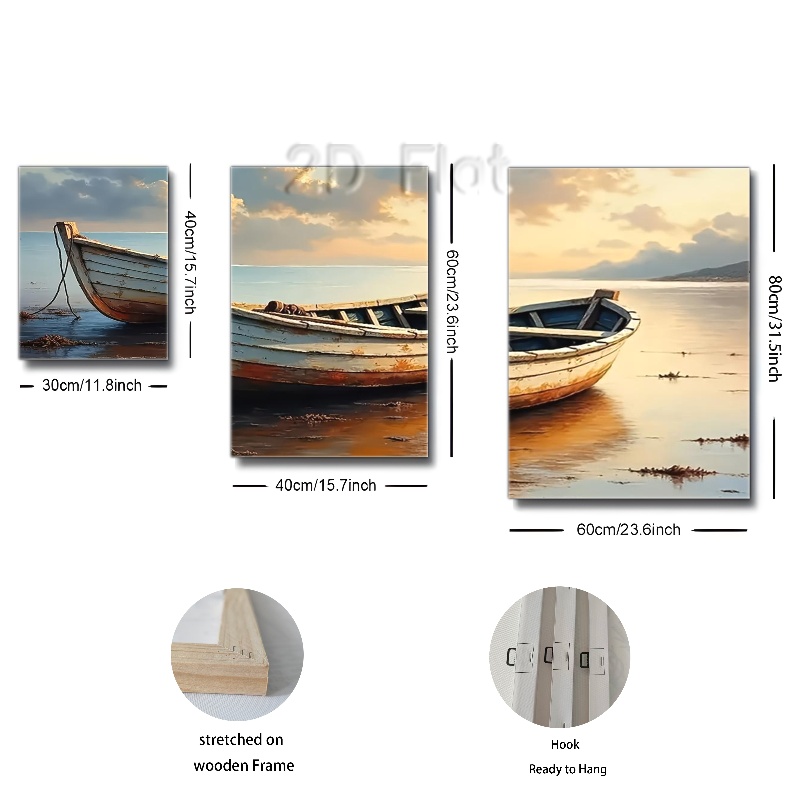 2D Flat
40cm/15.7inch
30cm/11.8inch
60cm/23.6inch
40cm/15.7inch
80cm/31.5inch
60cm/23.6inch
stretched on
wooden Frame
Hook
Ready to Hang